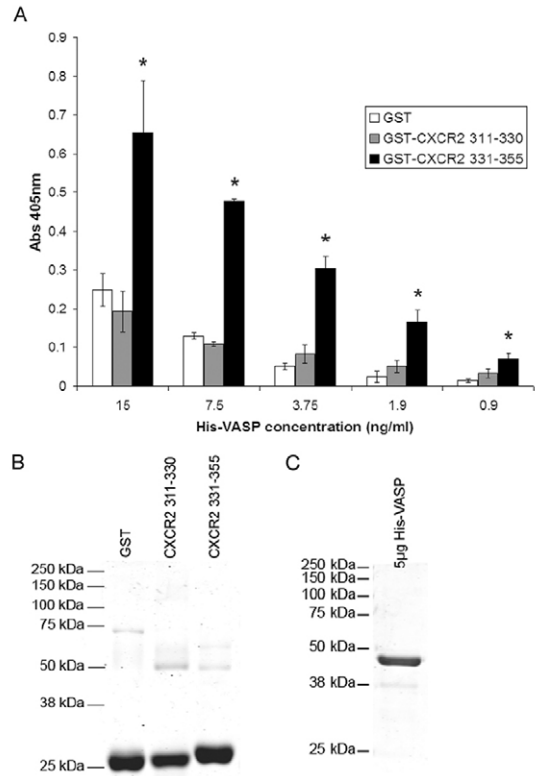 A
0.9
0.8
0.7
0.6
0.5
0.4
0.3
0.2
0.1
0
Abs 405nm
* * * * *
GST
GST-CXCR2 311-330
GST-CXCR2 331-355
15 7.5 3.75 1.9 0.9
His-VASP concentration (ng/ml)
B
GST
CXCR2 311-330
CXCR2 331-355
250 kDa
150 kDa
100 kDa
75 kDa
50 kDa
38 kDa
25 kDa
C
5µg His-VASP
250 kDa
150 kDa
100 kDa
75 kDa
50 kDa
38 kDa
25 kDa